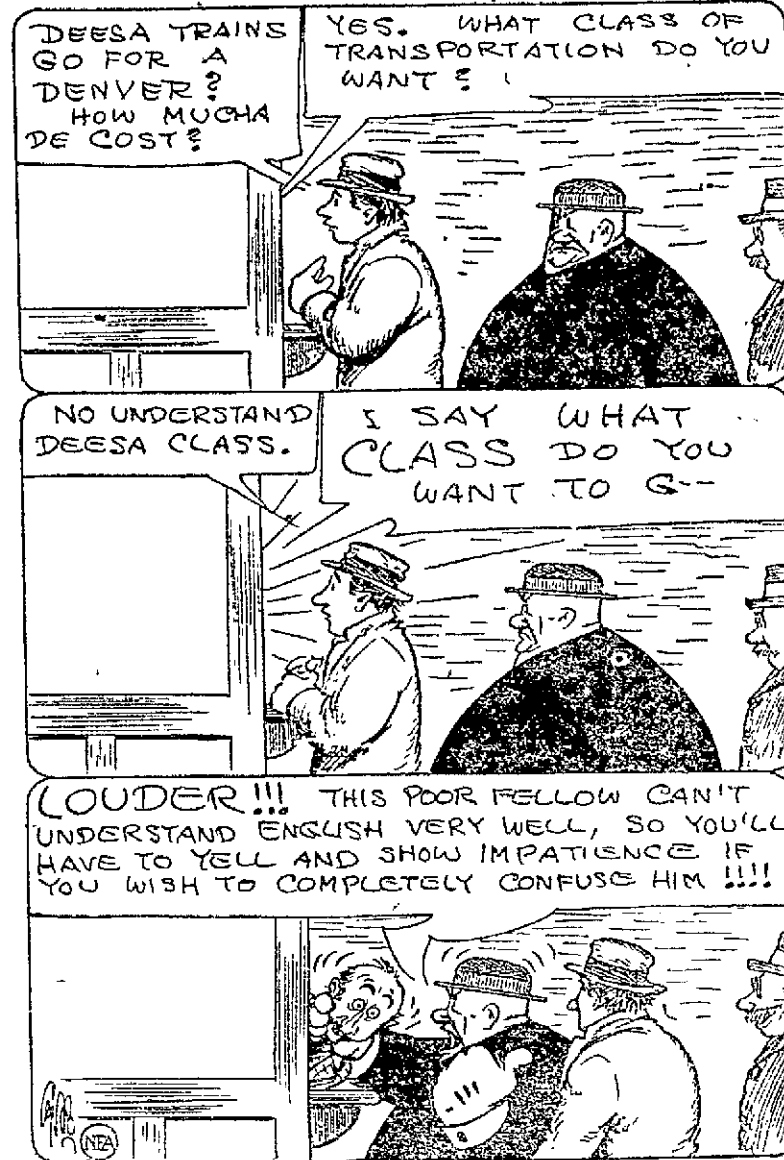 DEESA TRAINS
GO FOR A
DENVER?
HOW MUCHA
DE COST?
YES. WHAT CLASS OF
TRANSPORTATION DO YOU
WANT?
NO UNDERSTAND
DEESA CLASS.
I SAY WHAT
CLASS DO YOU
WANT TO G--
LOUDER!!! THIS POOR FELLOW CAN'T
UNDERSTAND ENGLISH VERY WELL, SO YOU'LL
HAVE TO YELL AND SHOW IMPATIENCE IF
YOU WISH TO COMPLETELY CONFUSE HIM !!!!
NEA